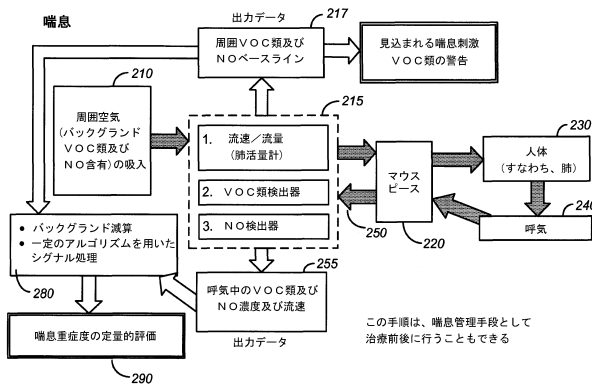 喘息
出力データ
217
周囲VOC類及び
NOベースライン
見込まれる喘息刺激
VOC類の警告
210
周囲空気
(バックグランド
VOC類及び
NO含有)の吸入
215
1. 流速/流量
(肺活量計)
2. VOC類検出器
3. NO検出器
マウス
ピース
220
250
230
人体
(すなわち、肺)
240
呼気
● バックグランド減算
● 一定のアルゴリズムを用いた
シグナル処理
280
255
呼気中のVOC類及び
NO濃度及び流速
出力データ
喘息重症度の定量的評価
290
この手順は、喘息管理手段として
治療前後に行うこともできる